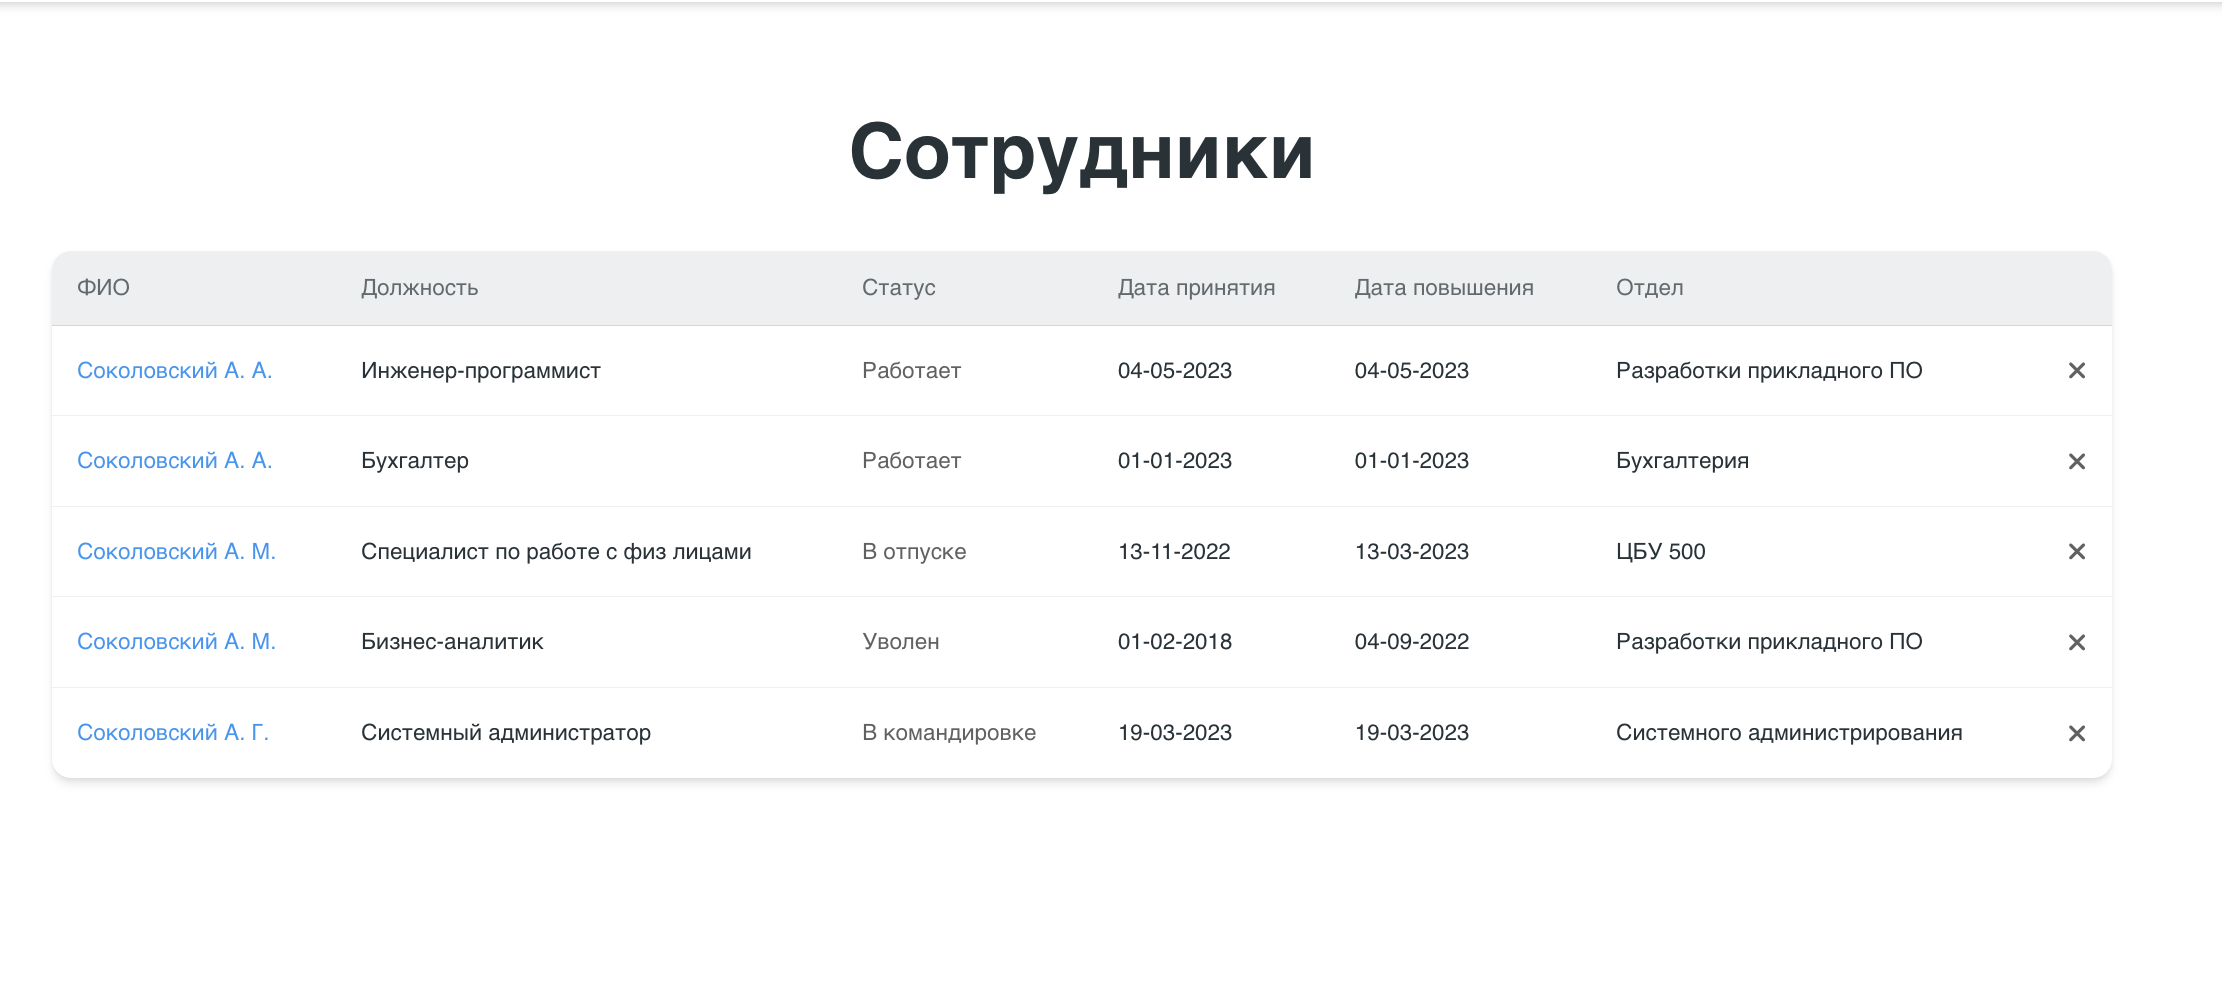 Сотрудники
ФИО Должность Статус Дата принятия Дата повышения Отдел
Соколовский А. А. Инженер-программист Работает 04-05-2023 04-05-2023 Разработки прикладного ПО
Соколовский А. А. Бухгалтер Работает 01-01-2023 01-01-2023 Бухгалтерия
Соколовский А. М. Специалист по работе с физ лицами В отпуске 13-11-2022 13-03-2023 ЦБУ 500
Соколовский А. М. Бизнес-аналитик Уволен 01-02-2018 04-09-2022 Разработки прикладного ПО
Соколовский А. Г. Системный администратор В командировке 19-03-2023 19-03-2023 Системного администрирования